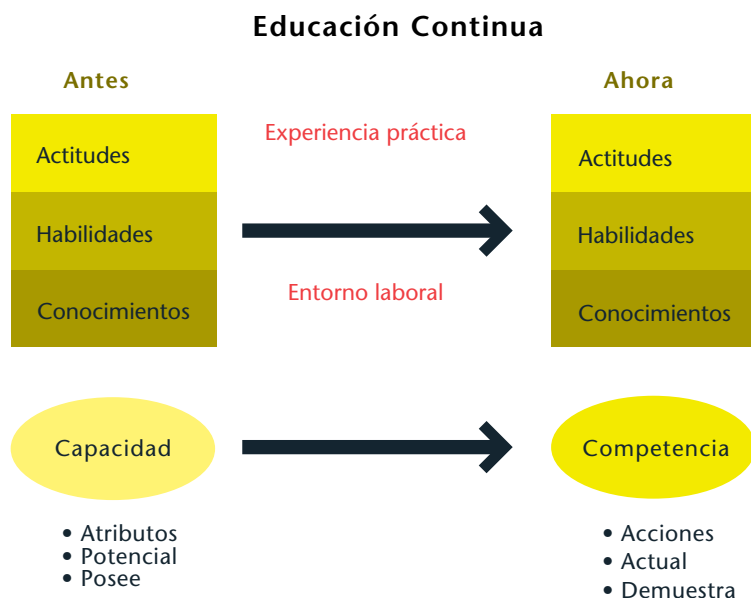 Educación Continua
Antes
Ahora
Experiencia práctica
Actitudes
Actitudes
Habilidades
Habilidades
Entorno laboral
Conocimientos
Conocimientos
Capacidad
Competencia
• Atributos
• Potencial
• Posee
• Acciones
• Actual
• Demuestra